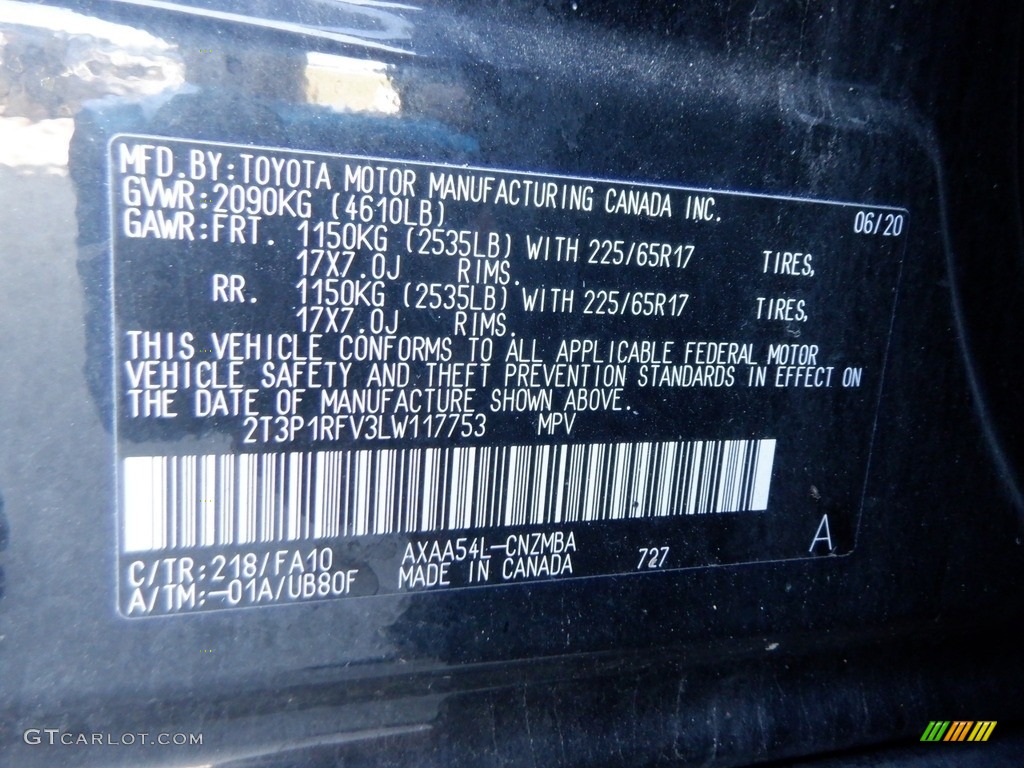 MFD.BY:TOYOTA MOTOR MANUFACTURING CANADA INC.
GVWR:2090KG (4610LB) 06/20
GAWR:FRT. 1150KG (2535LB) WITH 225/65R17 TIRES,
17X7.0J RIMS.
RR. 1150KG (2535LB) WITH 225/65R17 TIRES,
17X7.0J RIMS.
THIS VEHICLE CONFORMS TO ALL APPLICABLE FEDERAL MOTOR
VEHICLE SAFETY AND THEFT PREVENTION STANDARDS IN EFFECT ON
THE DATE OF MANUFACTURE SHOWN ABOVE.
2T3P1RFV3LW117753 MPV
C/TR:218/FA10 AXAA54L-CNZMBA 727 A
A/TM:-01A/UB80F MADE IN CANADA
GTCARLOT.COM